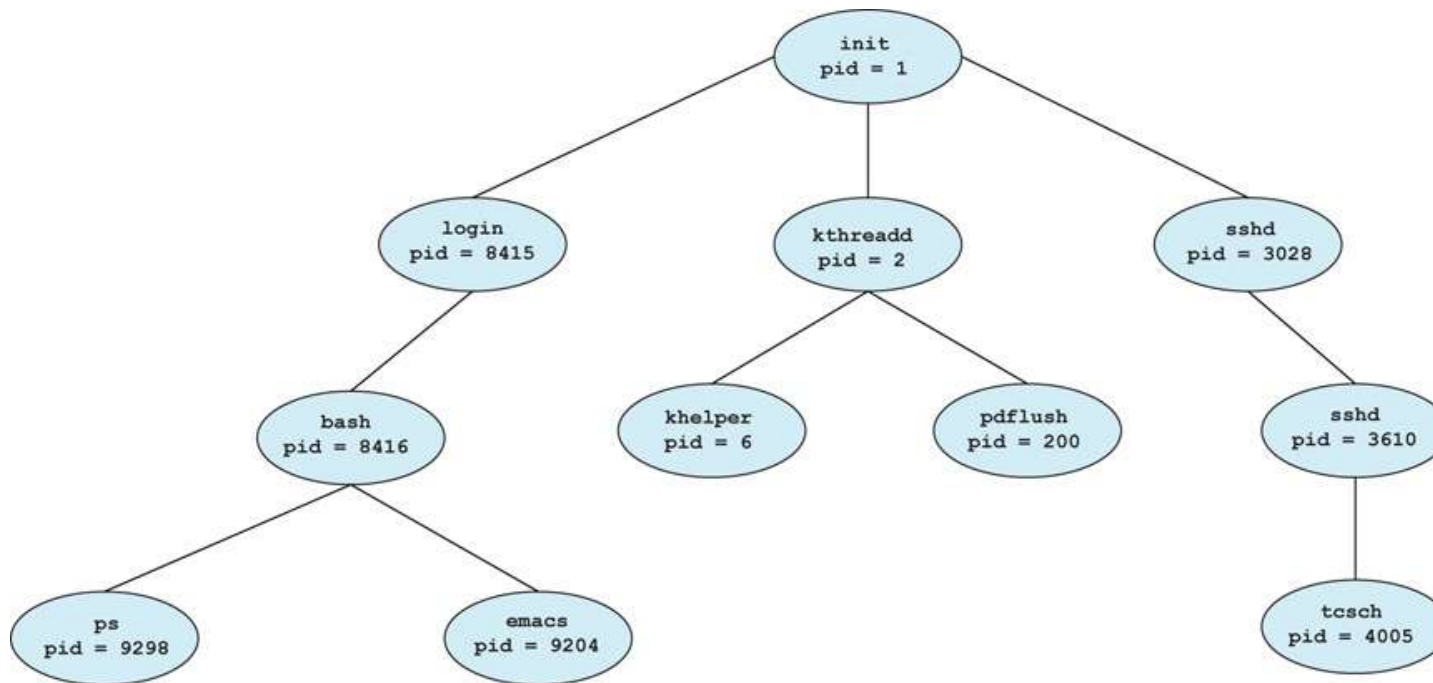 init
pid = 1
login
pid = 8415
kthreadd
pid = 2
sshd
pid = 3028
bash
pid = 8416
khelper
pid = 6
pdflush
pid = 200
sshd
pid = 3610
ps
pid = 9298
emacs
pid = 9204
tcsch
pid = 4005